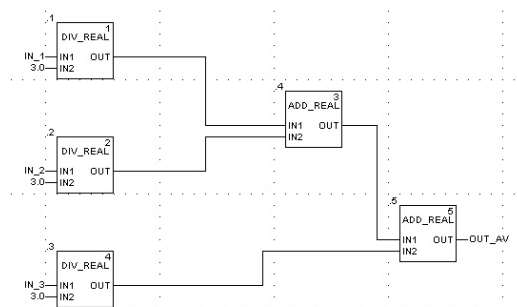 .1
1
DIV_REAL
IN_1 IN1 OUT
3.0 IN2
.4
3
ADD_REAL
IN1 OUT
IN2
.2
2
DIV_REAL
IN_2 IN1 OUT
3.0 IN2
.5
5
ADD_REAL
IN1 OUT OUT_AV
IN2
.3
4
DIV_REAL
IN_3 IN1 OUT
3.0 IN2